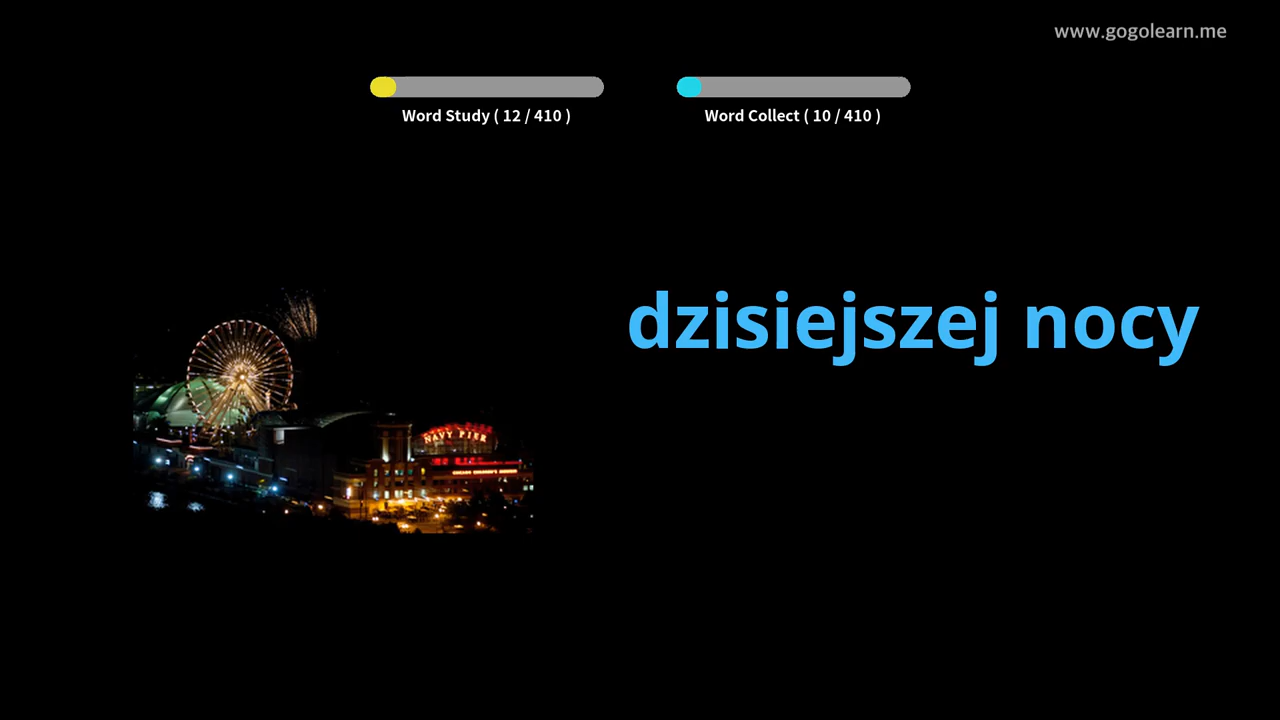 www.gogolearn.me
Word Study ( 12 / 410 )
Word Collect ( 10 / 410 )
dzisiejszej nocy
NAVY PIER